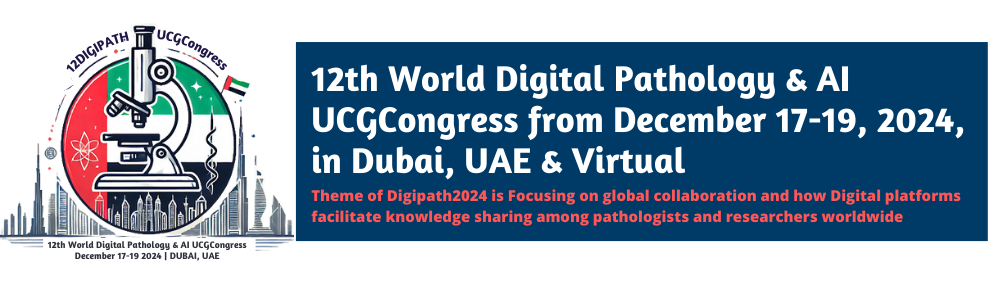 12DIGIPATH UCGCongress
12th World Digital Pathology & AI UCGCongress
December 17-19 2024 | DUBAI, UAE
12th World Digital Pathology & AI
UCGCongress from December 17-19, 2024,
in Dubai, UAE & Virtual
Theme of Digipath2024 is Focusing on global collaboration and how Digital platforms
facilitate knowledge sharing among pathologists and researchers worldwide